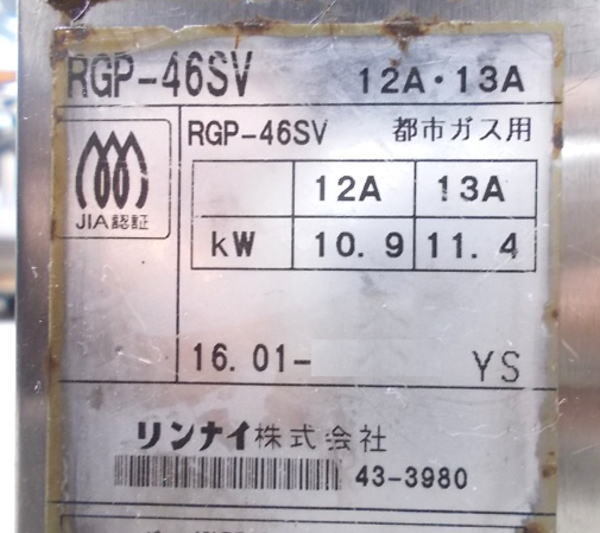 RGP-46SV 12A・13A
RGP-46SV 都市ガス用
JIA認証
12A 13A
kW 10.9 11.4
16.01- YS
リンナイ株式会社
43-3980